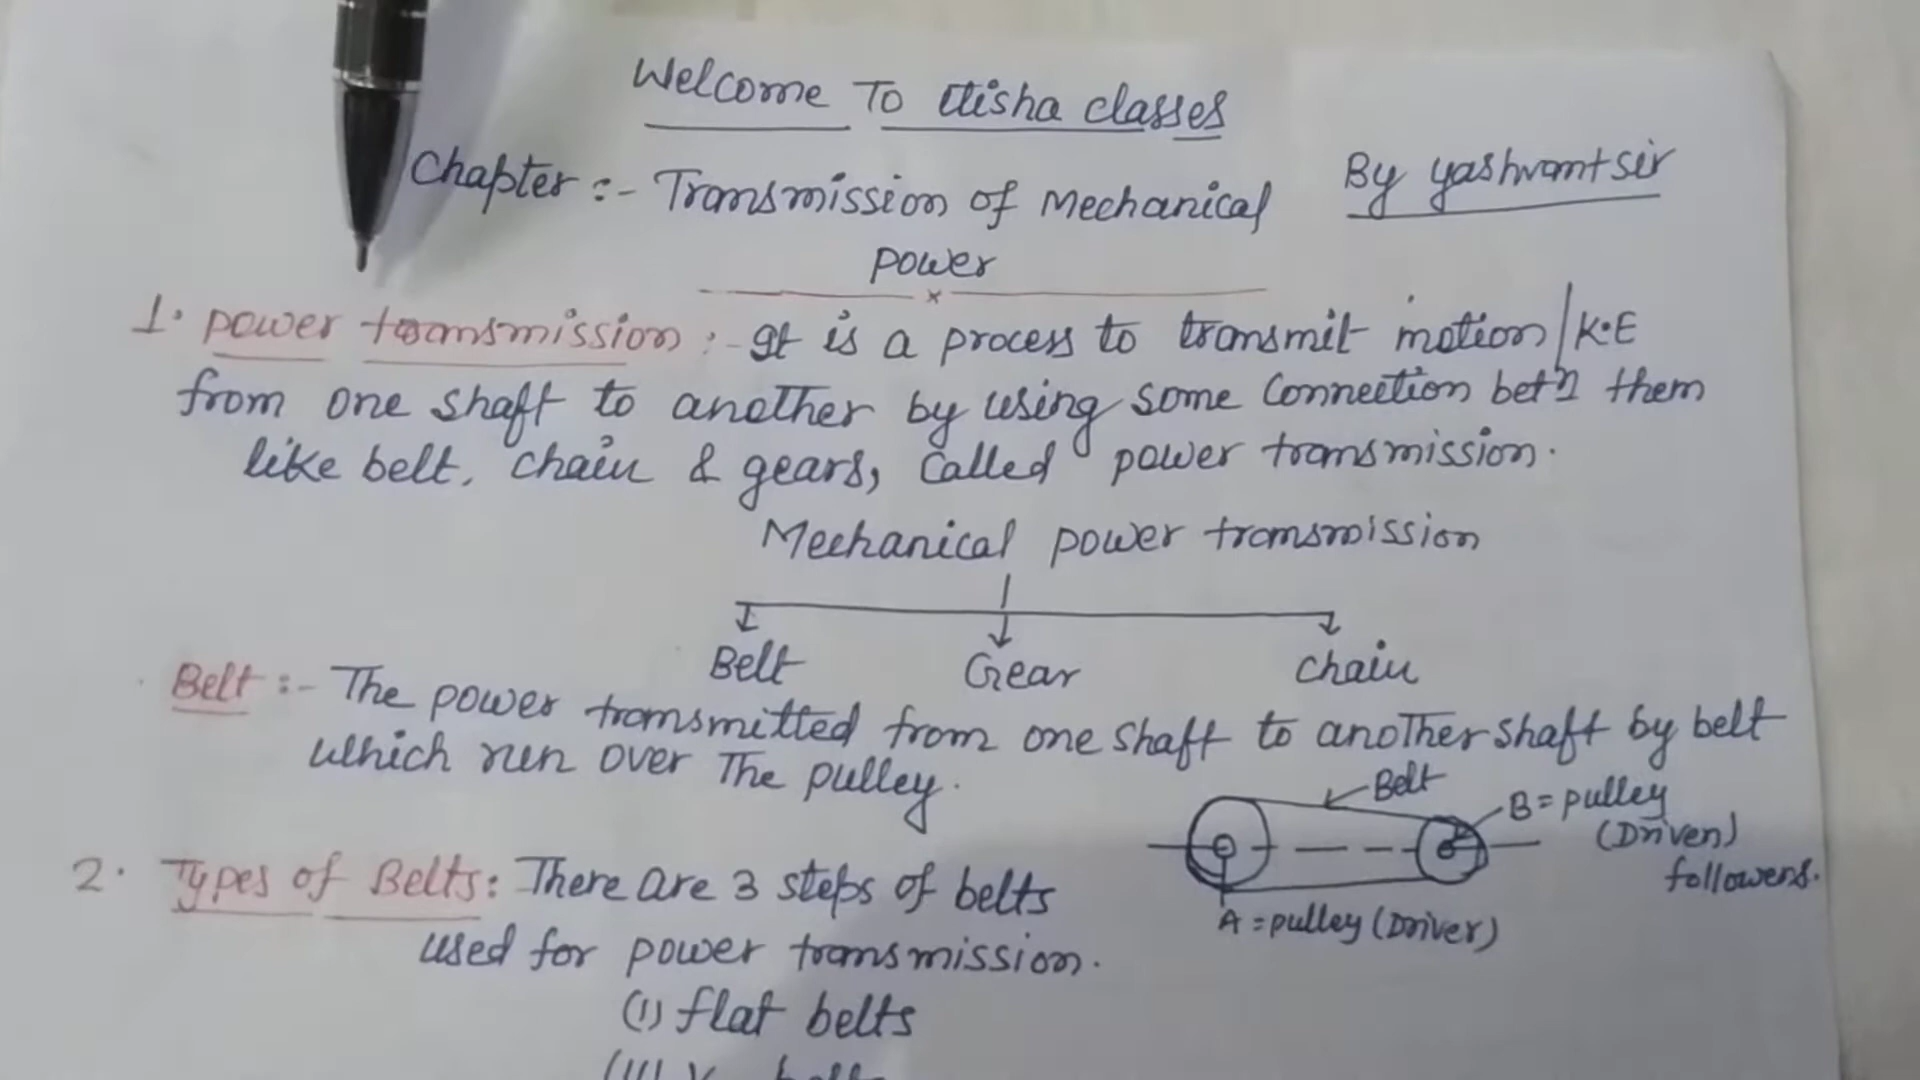 Welcome To disha classes
Chapter :- Transmission of Mechanical
power
By yashwant sir
1. power transmission :- It is a process to transmit motion/K.E
from one shaft to another by using some connection betn them
like belt, chain & gears, called power transmission.
Mechanical power transmission
Belt Gear chain
Belt :- The power transmitted from one shaft to another shaft by belt
which run over The pulley.
Belt
B = pulley
(Driven)
followers.
A = pulley (Driver)
2. Types of Belts: There are 3 steps of belts
used for power transmission.
(I) flat belts